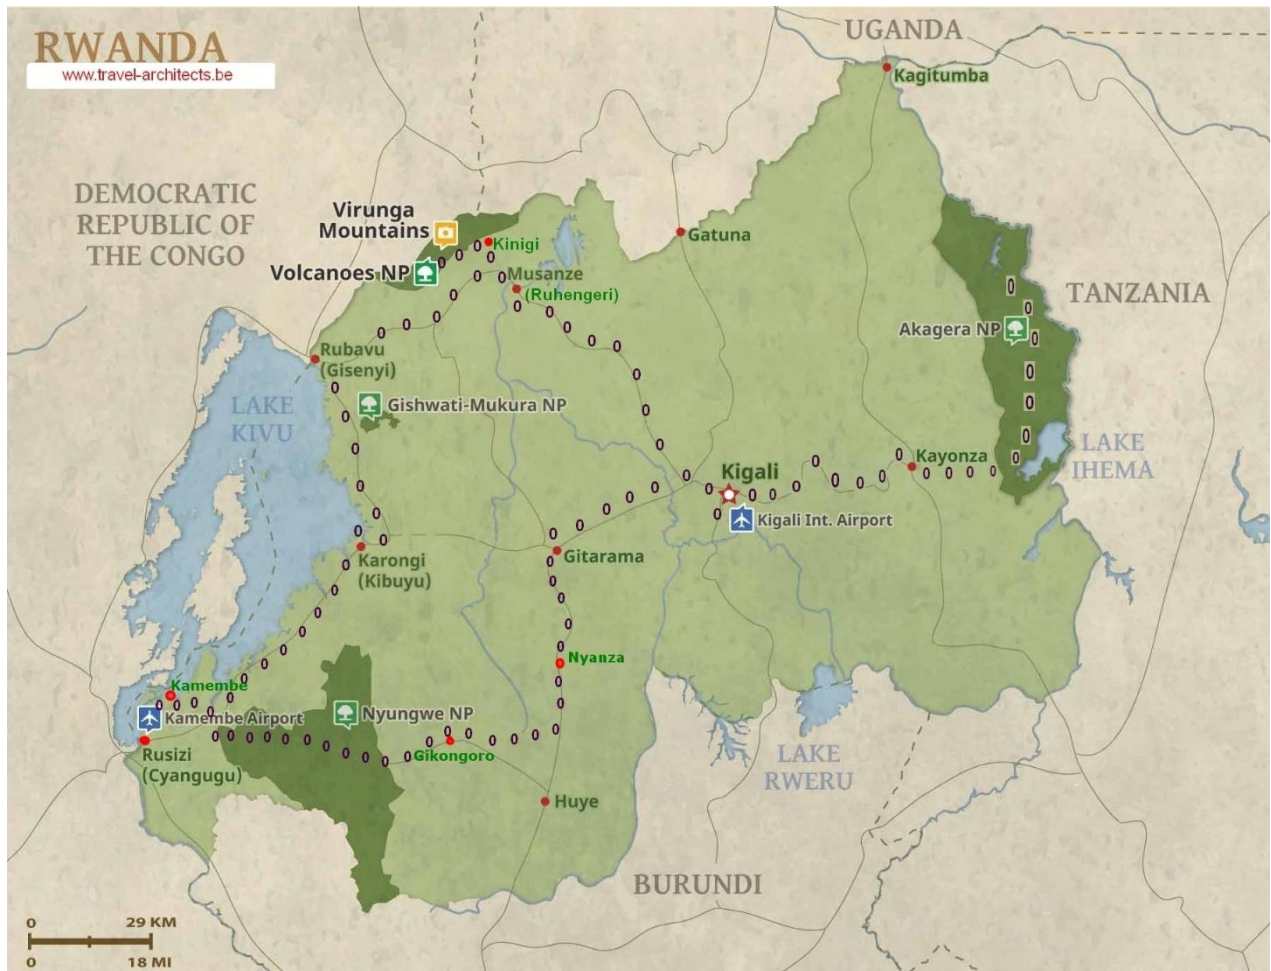 RWANDA
www.travel-architects.be
UGANDA
Kagitumba
DEMOCRATIC
REPUBLIC OF
THE CONGO
Virunga
Mountains
Kinigi
Gatuna
Volcanoes NP
Musanze
(Ruhengeri)
TANZANIA
Akagera NP
Rubavu
(Gisenyi)
LAKE
KIVU
Gishwati-Mukura NP
LAKE
IHEMA
Kayonza
Kigali
Kigali Int. Airport
Karongi
(Kibuyu)
Gitarama
Nyanza
Kamembe
Kamembe Airport
Nyungwe NP
Rusizi
(Cyangugu)
Gikongoro
LAKE
RWERU
Huye
BURUNDI
0 29 KM
0 18 MI